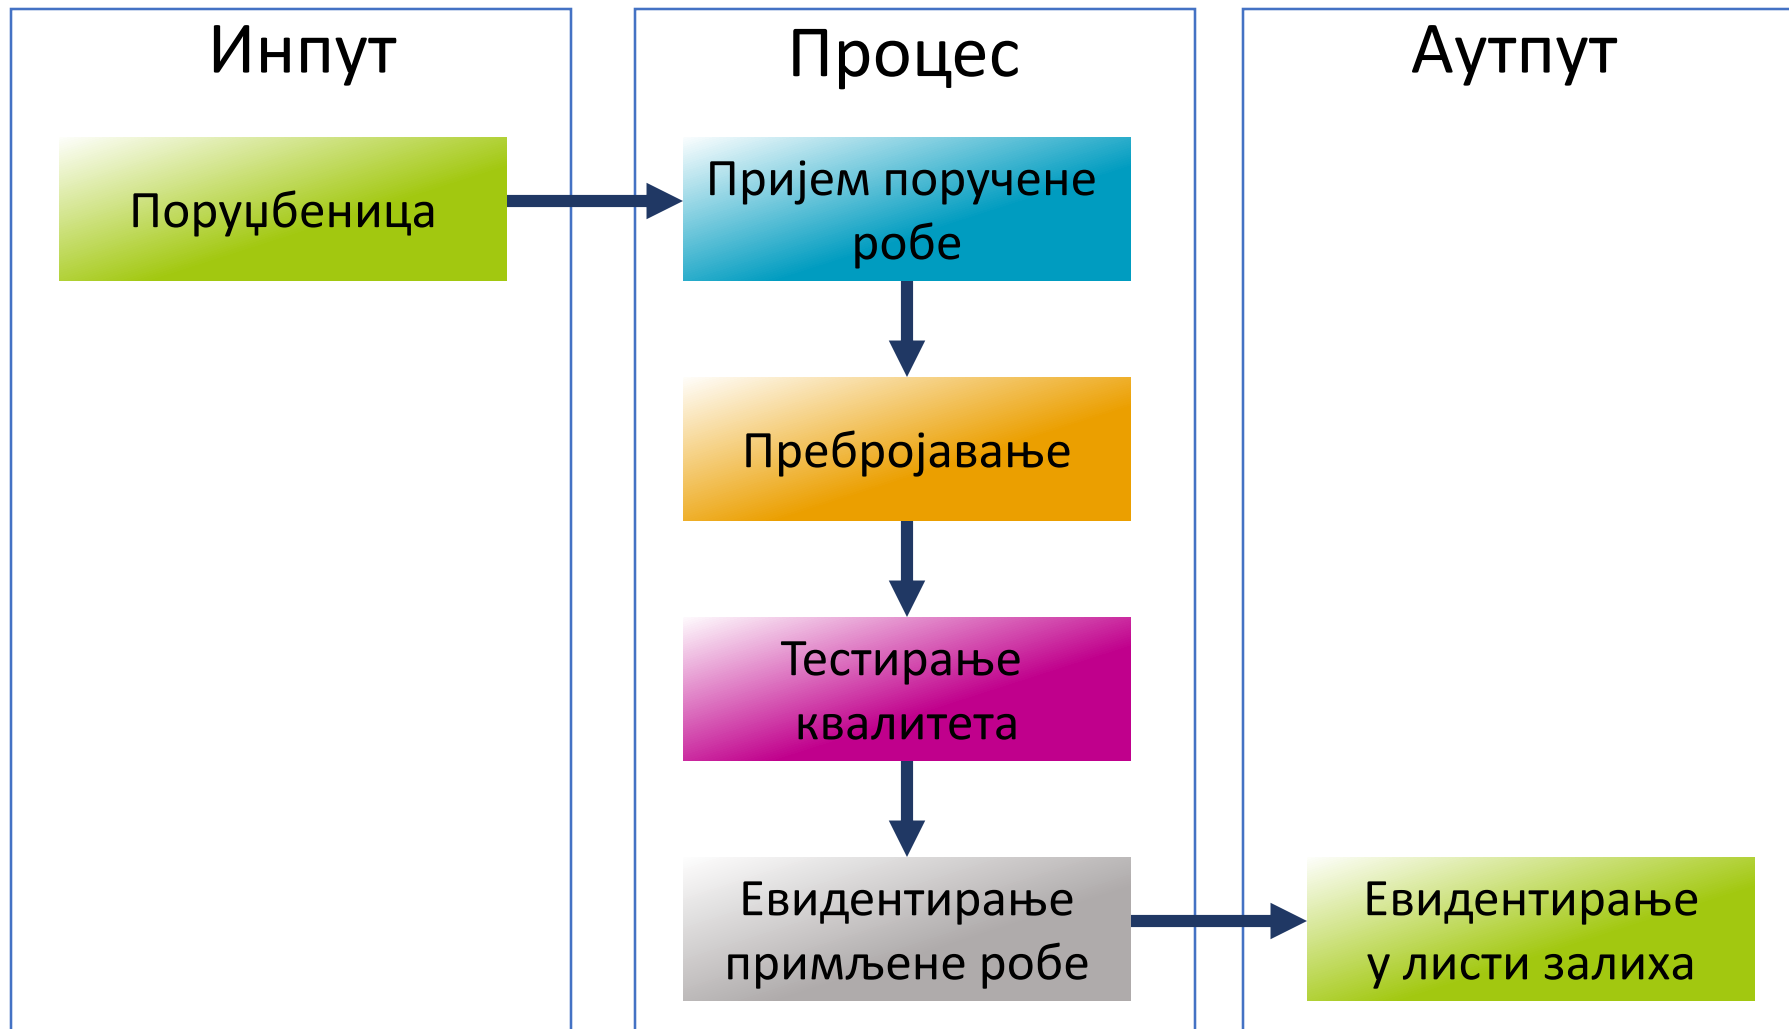 Инпут
Процес
Аутпут
Поруџбеница
Пријем поручене
робе
Пребројавање
Тестирање
квалитета
Евидентирање
примљене робе
Евидентирање
у листи залиха